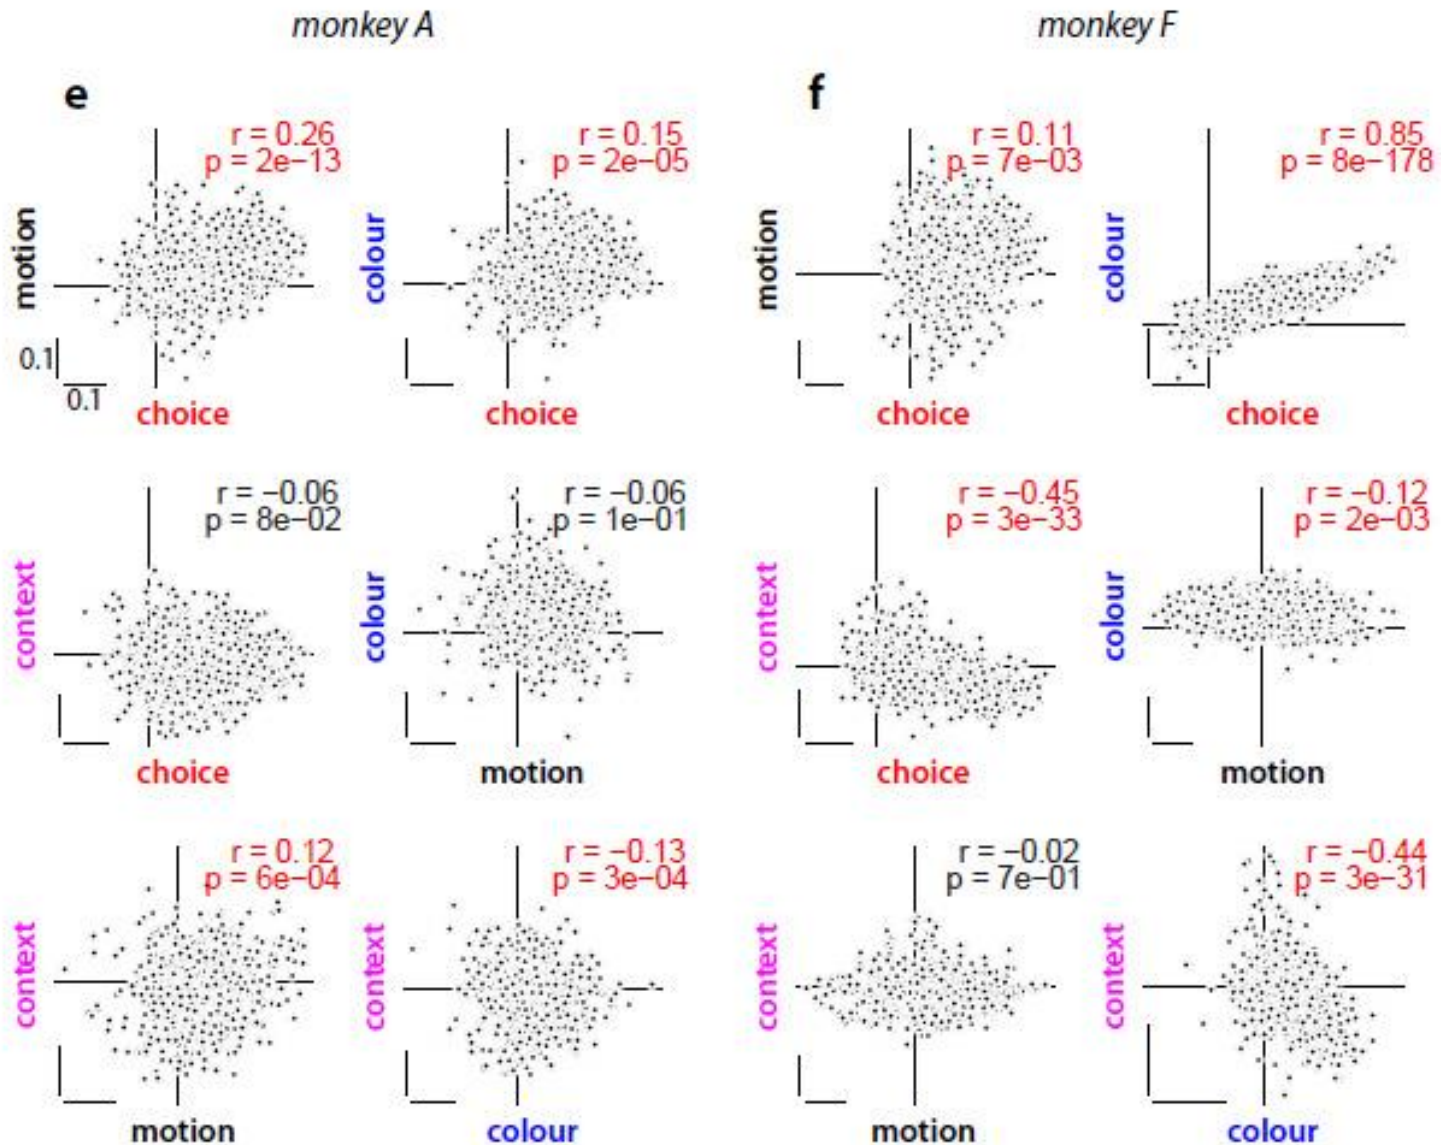 monkey A
monkey F
e
f
r = 0.26
p = 2e−13
motion
0.1
0.1
choice
r = 0.15
p = 2e−05
colour
choice
r = 0.11
p = 7e−03
motion
choice
r = 0.85
p = 8e−178
colour
choice
r = −0.06
p = 8e−02
context
choice
r = −0.06
p = 1e−01
colour
motion
r = −0.45
p = 3e−33
context
choice
r = −0.12
p = 2e−03
colour
motion
r = 0.12
p = 6e−04
context
motion
r = −0.13
p = 3e−04
context
colour
r = −0.02
p = 7e−01
context
motion
r = −0.44
p = 3e−31
context
colour